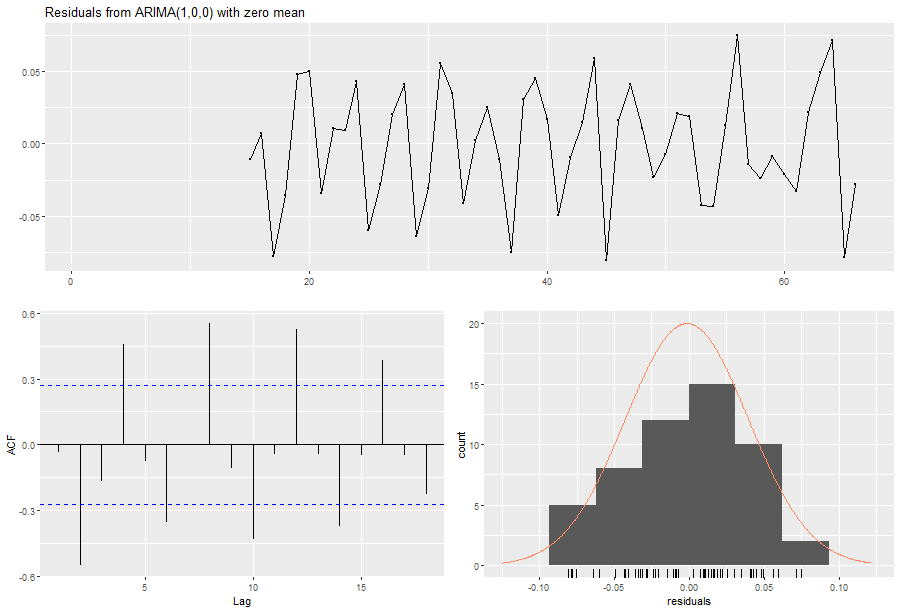 Residuals from ARIMA(1,0,0) with zero mean
0.05
0.00
-0.05
0 20 40 60
0.6
0.3
0.0
-0.3
-0.6
ACF
5 10 15
Lag
20
15
10
5
0
count
-0.10 -0.05 0.00 0.05 0.10
residuals